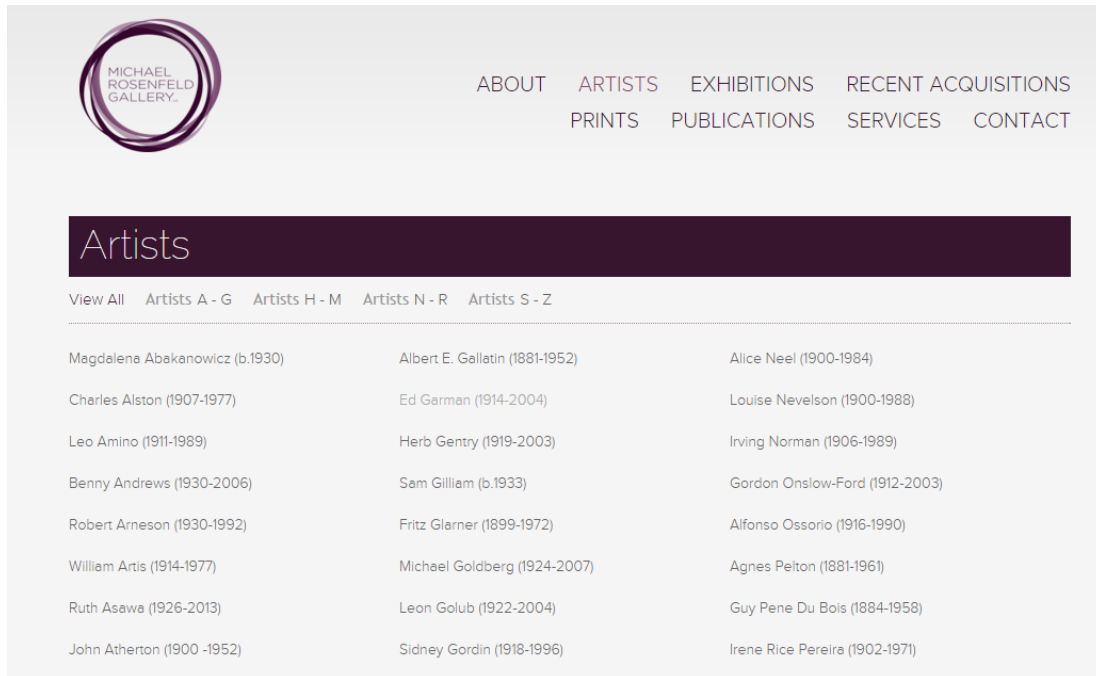 MICHAEL
ROSENFELD
GALLERY
ABOUT ARTISTS EXHIBITIONS RECENT ACQUISITIONS
PRINTS PUBLICATIONS SERVICES CONTACT
Artists
View All Artists A - G Artists H - M Artists N - R Artists S - Z
Magdalena Abakanowicz (b.1930) Albert E. Gallatin (1881-1952) Alice Neel (1900-1984)
Charles Alston (1907-1977) Ed Garman (1914-2004) Louise Nevelson (1900-1988)
Leo Amino (1911-1989) Herb Gentry (1919-2003) Irving Norman (1906-1989)
Benny Andrews (1930-2006) Sam Gilliam (b.1933) Gordon Onslow-Ford (1912-2003)
Robert Arneson (1930-1992) Fritz Glarner (1899-1972) Alfonso Ossorio (1916-1990)
William Artis (1914-1977) Michael Goldberg (1924-2007) Agnes Pelton (1881-1961)
Ruth Asawa (1926-2013) Leon Golub (1922-2004) Guy Pene Du Bois (1884-1958)
John Atherton (1900 -1952) Sidney Gordin (1918-1996) Irene Rice Pereira (1902-1971)